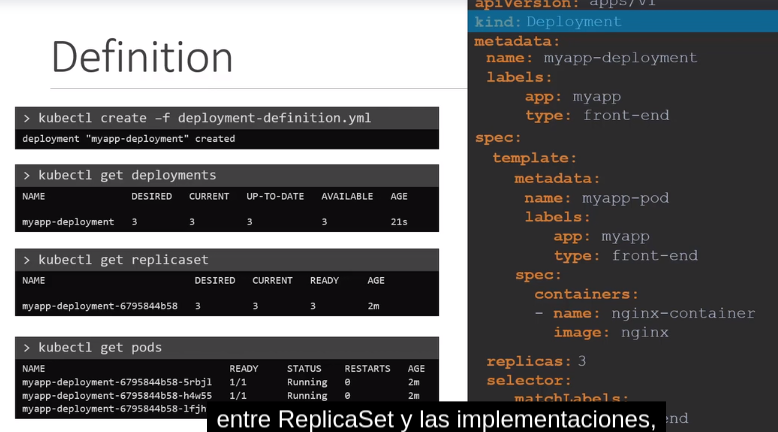 Definition
> kubectl create –f deployment-definition.yml
deployment "myapp-deployment" created
> kubectl get deployments
NAME DESIRED CURRENT UP-TO-DATE AVAILABLE AGE
myapp-deployment 3 3 3 3 21s
> kubectl get replicaset
NAME DESIRED CURRENT READY AGE
myapp-deployment-6795844b58 3 3 3 2m
> kubectl get pods
NAME READY STATUS RESTARTS AGE
myapp-deployment-6795844b58-5rbjl 1/1 Running 0 2m
myapp-deployment-6795844b58-h4w55 1/1 Running 0 2m
myapp-deployment-6795844b58-lfjh 1/1 Running 0 2m
apiVersion: apps/v1
kind: Deployment
metadata:
name: myapp-deployment
labels:
app: myapp
type: front-end
spec:
template:
metadata:
name: myapp-pod
labels:
app: myapp
type: front-end
spec:
containers:
- name: nginx-container
image: nginx
replicas: 3
selector:
matchLabels:
end
entre ReplicaSet y las implementaciones,